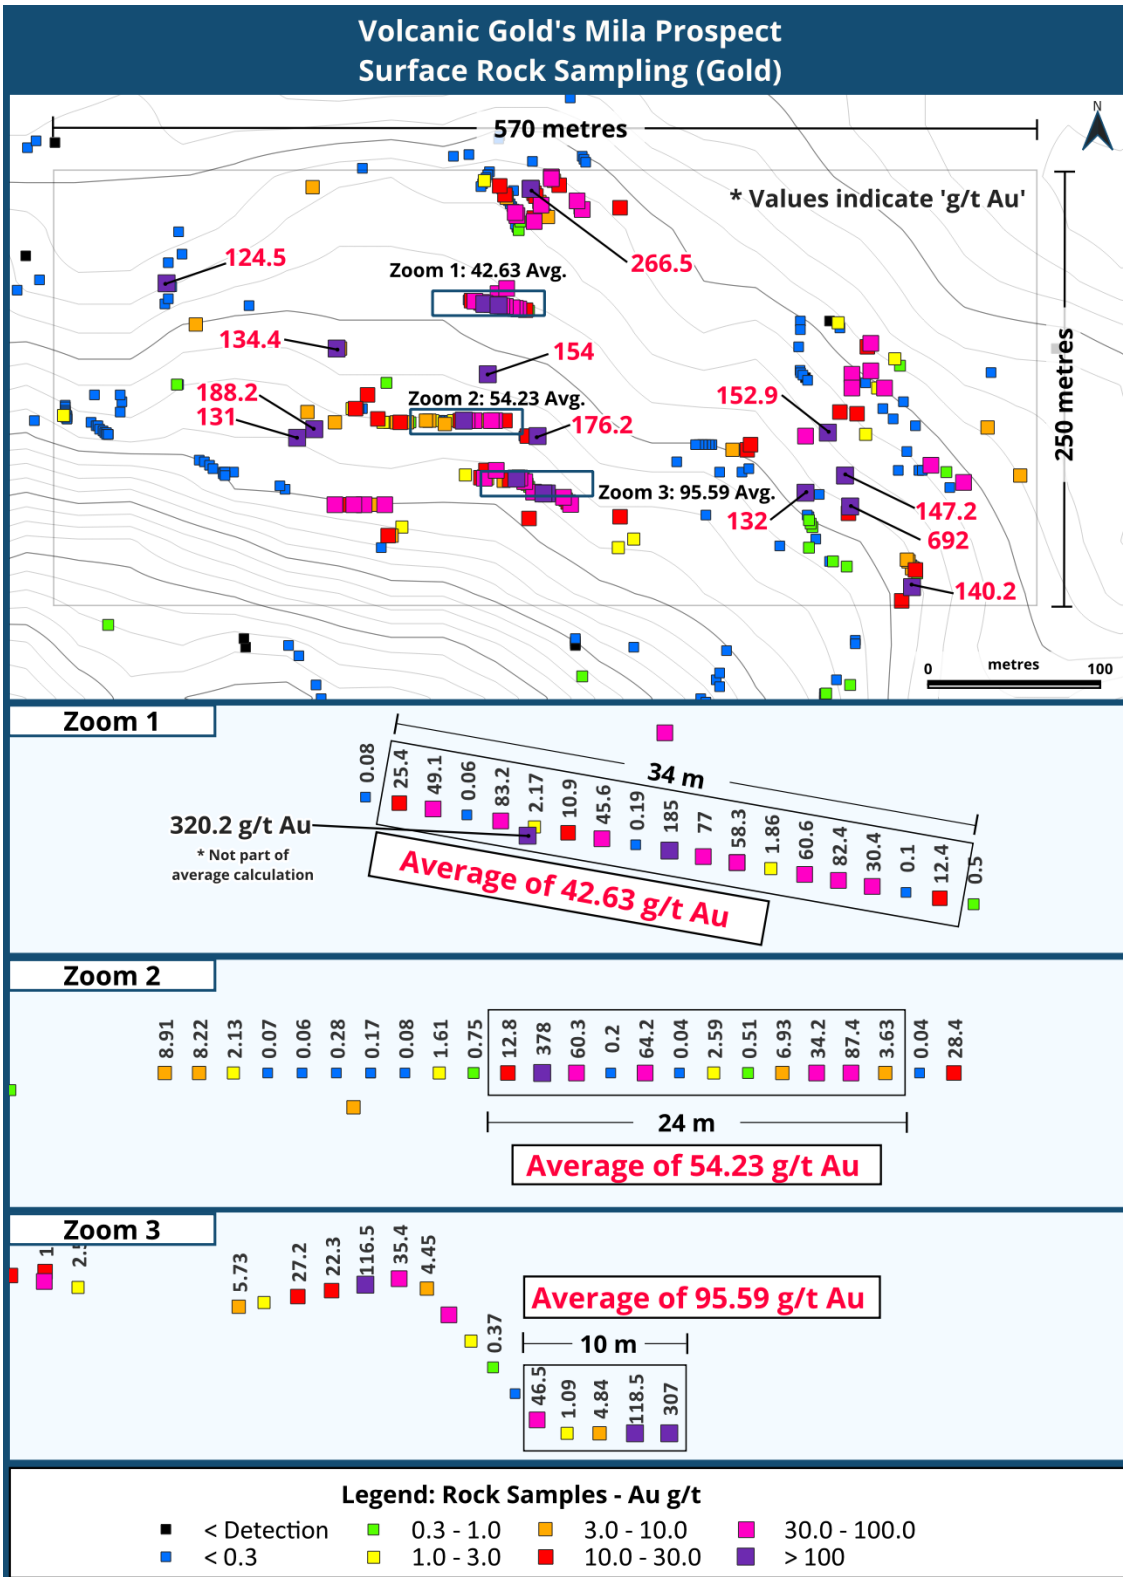 Volcanic Gold's Mila Prospect
Surface Rock Sampling (Gold)
570 metres
N
* Values indicate 'g/t Au'
124.5
266.5
Zoom 1: 42.63 Avg.
134.4
154
250 metres
188.2
131
Zoom 2: 54.23 Avg.
176.2
152.9
Zoom 3: 95.59 Avg.
132
147.2
692
140.2
0 metres 100
Zoom 1
34 m
0.08 25.4 49.1 0.06 83.2 2.17 10.9 45.6 0.19 185 77 58.3 1.86 60.6 82.4 30.4 0.1 12.4 0.5
320.2 g/t Au
* Not part of
average calculation
Average of 42.63 g/t Au
Zoom 2
8.91 8.22 2.13 0.07 0.06 0.28 0.17 0.08 1.61 0.75 12.8 378 60.3 0.2 64.2 0.04 2.59 0.51 6.93 34.2 87.4 3.63 0.04 28.4
24 m
Average of 54.23 g/t Au
Zoom 3
1 5.73 27.2 22.3 116.5 35.4 4.45 0.37
Average of 95.59 g/t Au
10 m
46.5 1.09 4.84 118.5 307
Legend: Rock Samples - Au g/t
< Detection 0.3 - 1.0 3.0 - 10.0 30.0 - 100.0
< 0.3 1.0 - 3.0 10.0 - 30.0 > 100